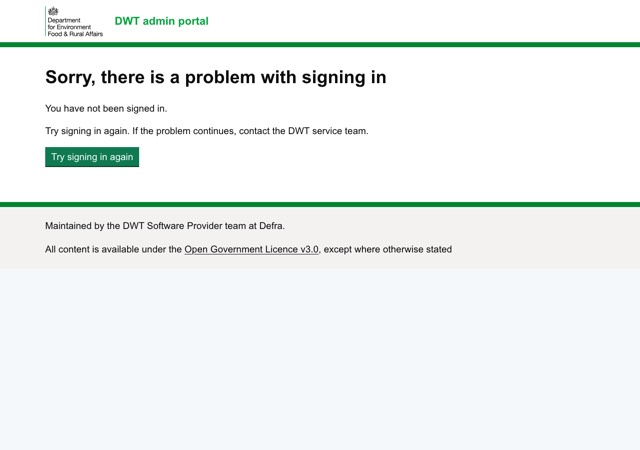 Department
for Environment
Food & Rural Affairs
DWT admin portal
Sorry, there is a problem with signing in
You have not been signed in.
Try signing in again. If the problem continues, contact the DWT service team.
Try signing in again
Maintained by the DWT Software Provider team at Defra.
All content is available under the Open Government Licence v3.0, except where otherwise stated